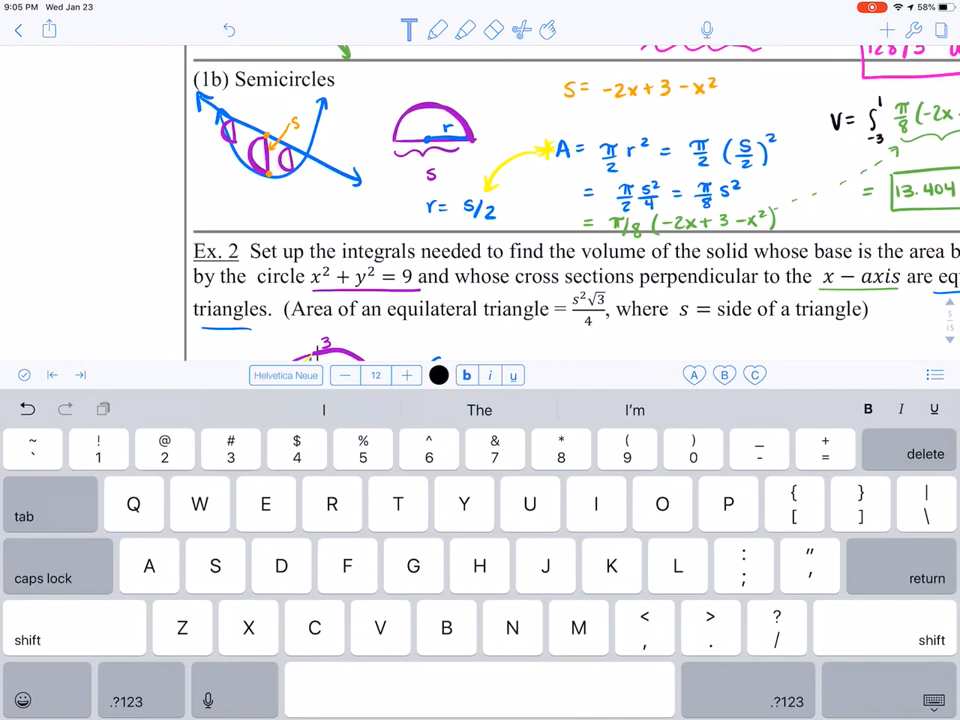 9:05 PM Wed Jan 23
58%
T
128/3
(1b) Semicircles
s = -2x + 3 - x²
s
r
s
r = s/2
A = π/2 r² = π/2 (s/2)²
= π/2 s²/4 = π/8 s²
= π/8 (-2x + 3 - x²)
V = ∫₋₃¹ π/8 (-2x
= 13.404
Ex. 2 Set up the integrals needed to find the volume of the solid whose base is the area b
by the circle x² + y² = 9 and whose cross sections perpendicular to the x − axis are eq
triangles. (Area of an equilateral triangle = s²√3/4, where s = side of a triangle)
3
5
15
Helvetica Neue − 12 + b i u A B C
I The I'm B I U
~ ` ! 1 @ 2 # 3 $ 4 % 5 ^ 6 & 7 * 8 ( 9 ) 0 _ - + = delete
tab Q W E R T Y U I O P { [ } ] | \
caps lock A S D F G H J K L : ; " ' return
shift Z X C V B N M < , > . ? / shift
.?123 .?123